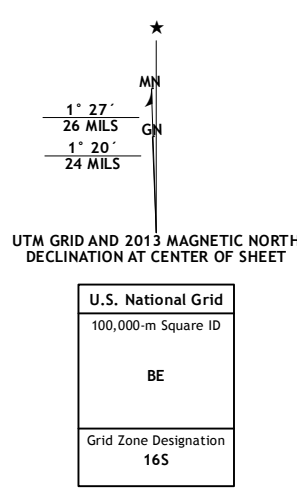 MN
1° 27´
26 MILS
GN
1° 20´
24 MILS
UTM GRID AND 2013 MAGNETIC NORTH
DECLINATION AT CENTER OF SHEET
U.S. National Grid
100,000-m Square ID
BE
Grid Zone Designation
16S